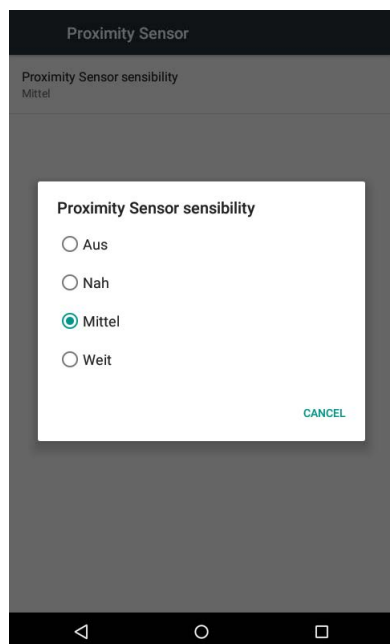 Proximity Sensor
Proximity Sensor sensibility
Mittel
Proximity Sensor sensibility
Aus
Nah
Mittel
Weit
CANCEL